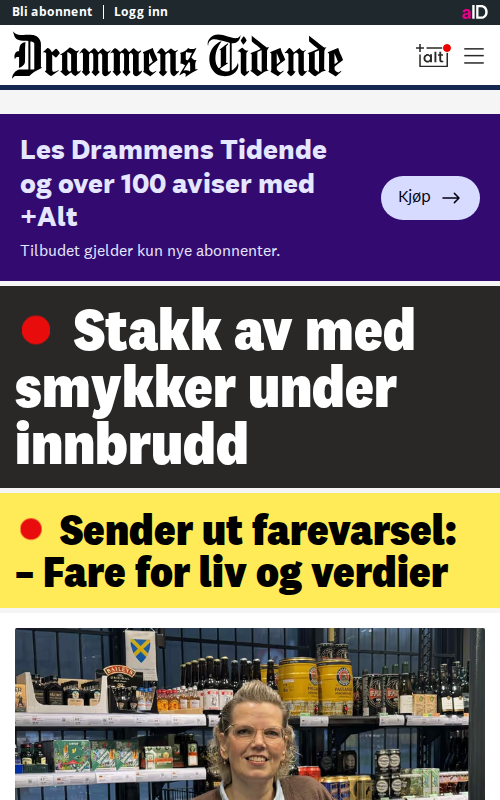 Bli abonnent | Logg inn aID
Drammens Tidende
+alt
Les Drammens Tidende
og over 100 aviser med
+Alt
Kjøp →
Tilbudet gjelder kun nye abonnenter.
Stakk av med
smykker under
innbrudd
Sender ut farevarsel:
– Fare for liv og verdier
BAILEYS